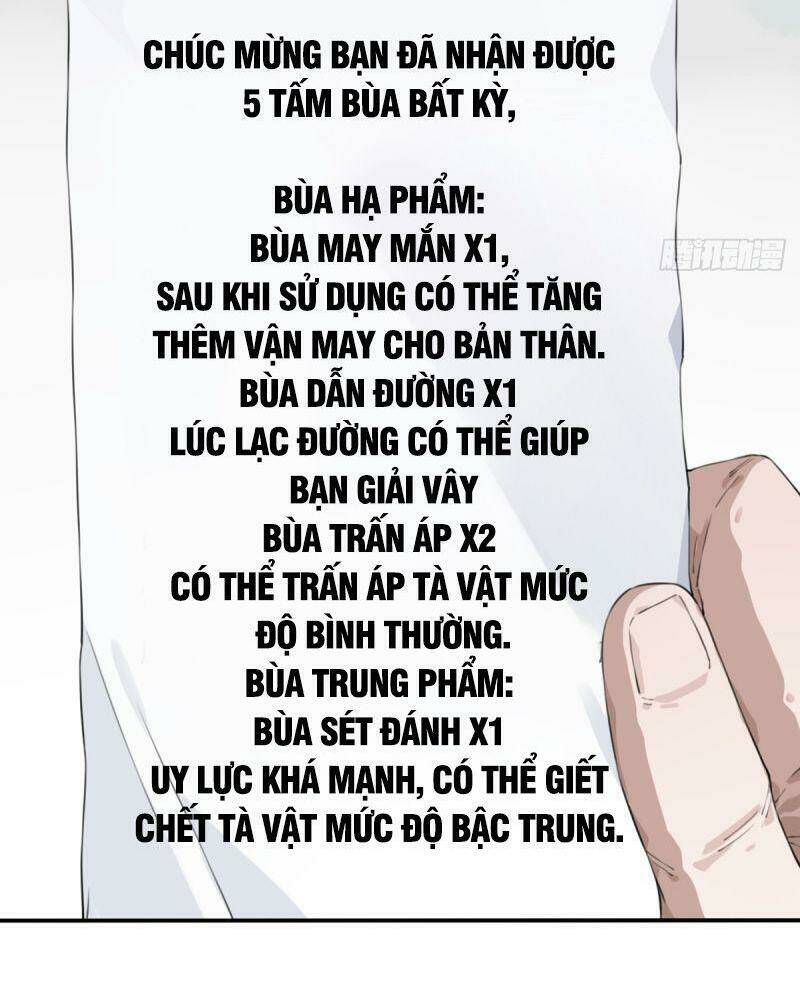 CHÚC MỪNG BẠN ĐÃ NHẬN ĐƯỢC
5 TẤM BÙA BẤT KỲ,
BÙA HẠ PHẨM:
BÙA MAY MẮN X1,
腾讯动漫
SAU KHI SỬ DỤNG CÓ THỂ TĂNG
THÊM VẬN MAY CHO BẢN THÂN.
BÙA DẪN ĐƯỜNG X1
LÚC LẠC ĐƯỜNG CÓ THỂ GIÚP
BẠN GIẢI VÂY
BÙA TRẤN ÁP X2
CÓ THỂ TRẤN ÁP TÀ VẬT MỨC
ĐỘ BÌNH THƯỜNG.
BÙA TRUNG PHẨM:
BÙA SÉT ĐÁNH X1
UY LỰC KHÁ MẠNH, CÓ THỂ GIẾT
CHẾT TÀ VẬT MỨC ĐỘ BẬC TRUNG.